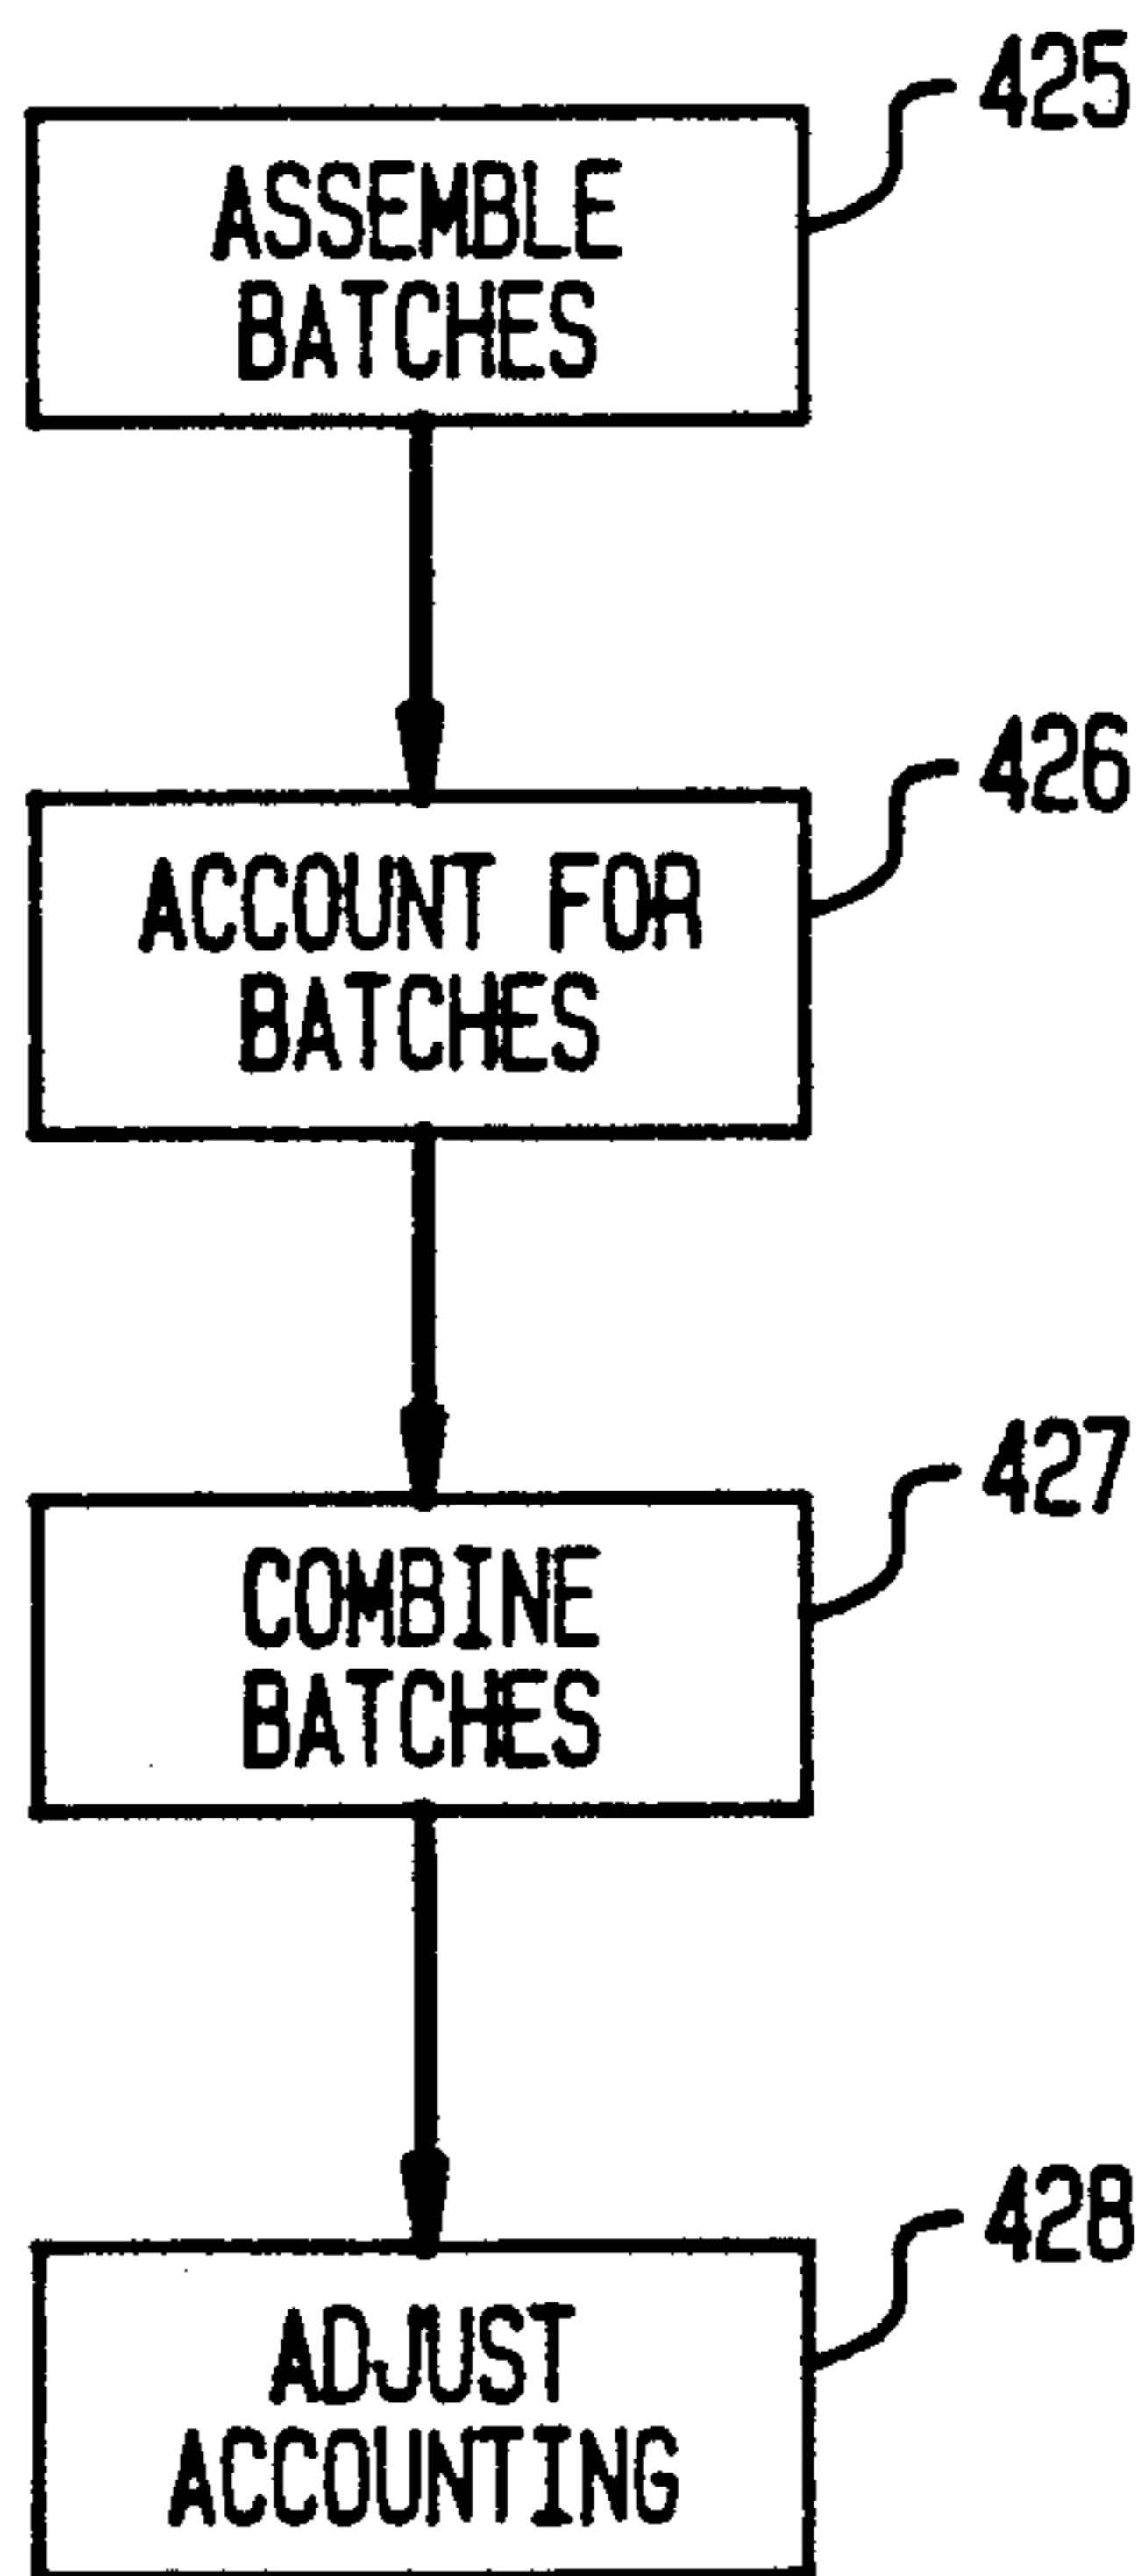 425
ASSEMBLE
BATCHES
426
ACCOUNT FOR
BATCHES
427
COMBINE
BATCHES
428
ADJUST
ACCOUNTING